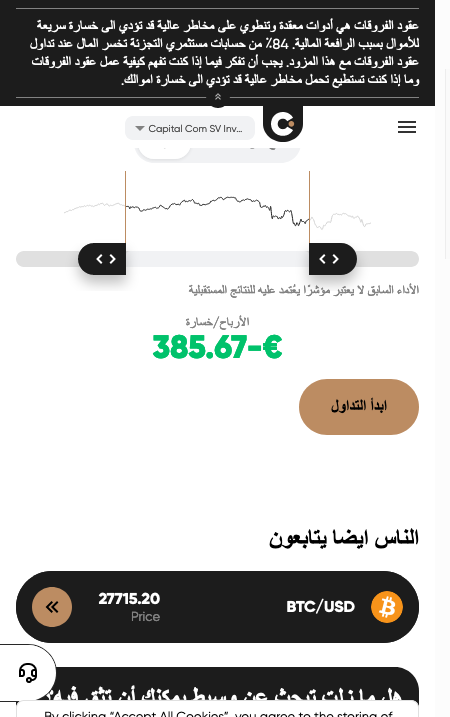 عقود الفروقات هي أدوات معقدة وتنطوي على مخاطر عالية قد تؤدي الى خسارة سريعة
للأموال بسبب الرافعة المالية. 84٪ من حسابات مستثمري التجزئة تخسر المال عند تداول
عقود الفروقات مع هذا المزود. يجب أن تفكر فيما إذا كنت تفهم كيفية عمل عقود الفروقات
وما إذا كنت تستطيع تحمل مخاطر عالية قد تؤدي الى خسارة اموالك.
Capital Com SV Inv...
الأداء السابق لا يعتبر مؤشرًا يعُتمد عليه للنتائج المستقبلية
الأرباح/خسارة
385.67-€
ابدأ التداول
الناس ايضا يتابعون
BTC/USD
27715.20
Price
هل ما زلت تبحث عن وسيط يمكنك أن تثق فيه؟
By clicking “Accept All Cookies”, you agree to the storing of